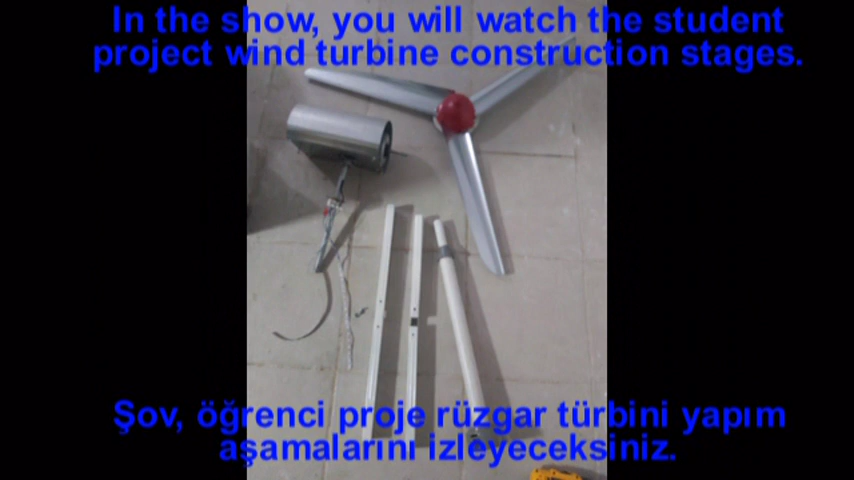 In the show, you will watch the student
project wind turbine construction stages.
Şov, öğrenci proje rüzgar türbini yapım
aşamalarını izleyeceksiniz.